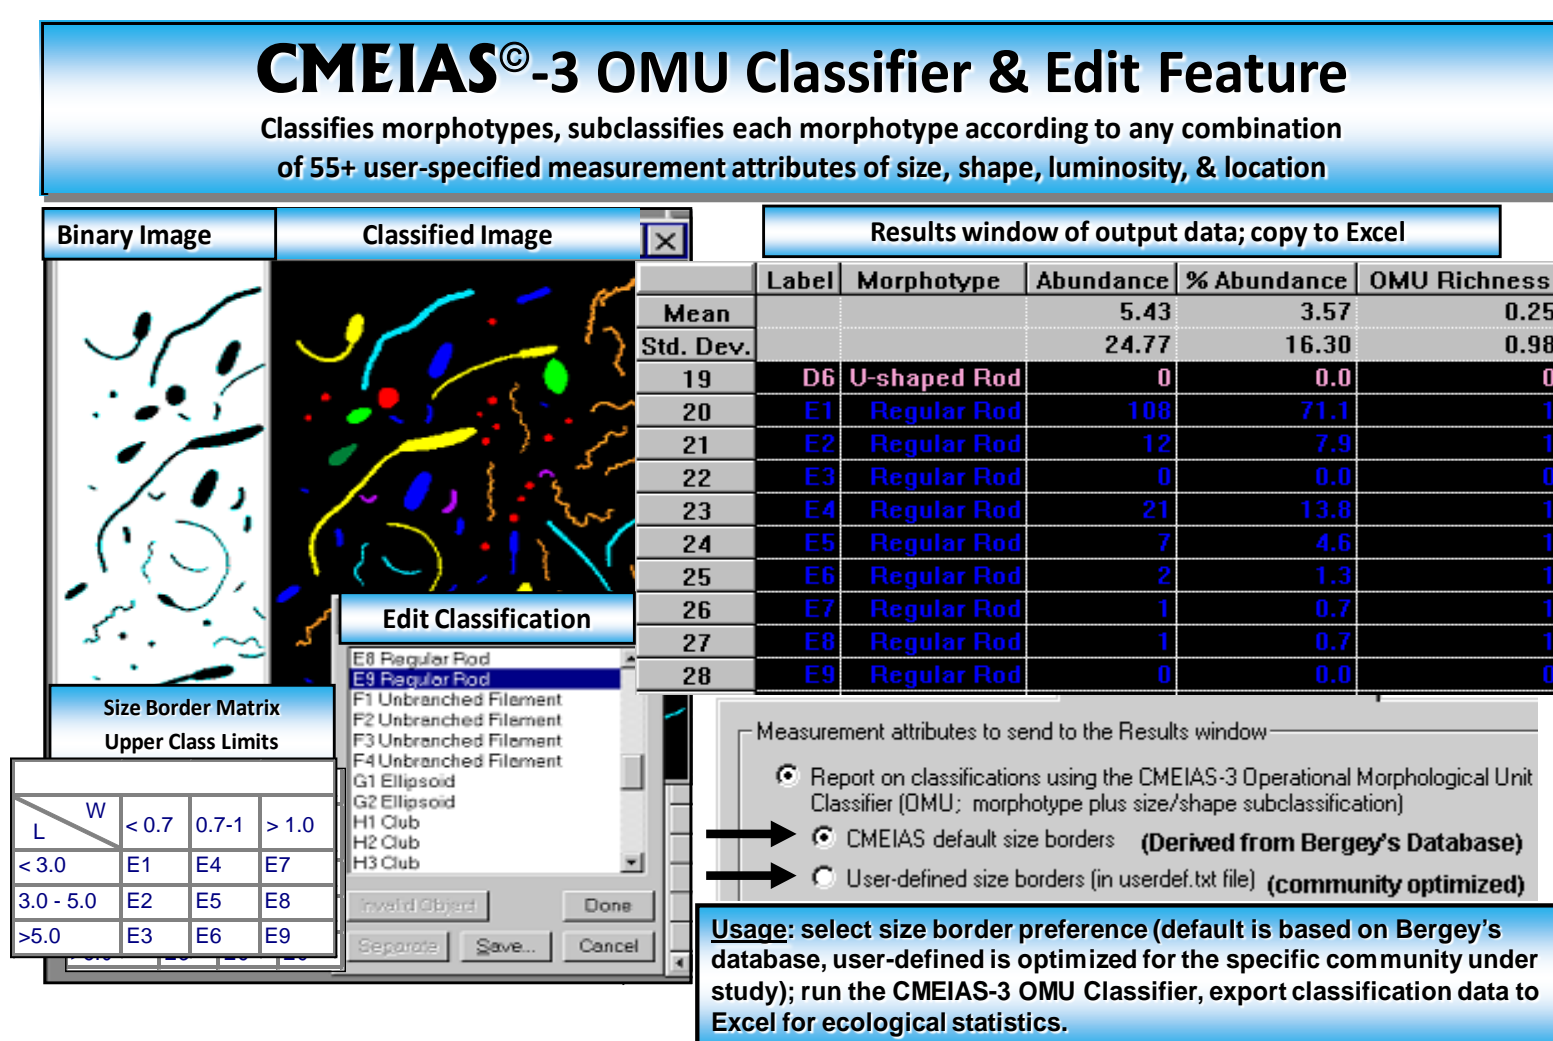 CMEIAS©-3 OMU Classifier & Edit Feature
Classifies morphotypes, subclassifies each morphotype according to any combination
of 55+ user-specified measurement attributes of size, shape, luminosity, & location
Binary Image
Classified Image
Results window of output data; copy to Excel
Label Morphotype Abundance % Abundance OMU Richness
Mean 5.43 3.57 0.25
Std. Dev. 24.77 16.30 0.98
19 D6 U-shaped Rod 0 0.0 0
20 E1 Regular Rod 108 71.1 1
21 E2 Regular Rod 12 7.9 1
22 E3 Regular Rod 0 0.0 0
23 E4 Regular Rod 21 13.8 1
24 E5 Regular Rod 7 4.6 1
25 E6 Regular Rod 2 1.3 1
26 E7 Regular Rod 1 0.7 1
27 E8 Regular Rod 1 0.7 1
28 E9 Regular Rod 0 0.0 0
Edit Classification
E8 Regular Rod
E9 Regular Rod
F1 Unbranched Filament
F2 Unbranched Filament
F3 Unbranched Filament
F4 Unbranched Filament
G1 Ellipsoid
G2 Ellipsoid
H1 Club
H2 Club
H3 Club
Invalid Object Done
Separate Save... Cancel
Size Border Matrix
Upper Class Limits
W
L
< 0.7 0.7-1 > 1.0
< 3.0 E1 E4 E7
3.0 - 5.0 E2 E5 E8
>5.0 E3 E6 E9
Measurement attributes to send to the Results window
Report on classifications using the CMEIAS-3 Operational Morphological Unit
Classifier (OMU; morphotype plus size/shape subclassification)
CMEIAS default size borders (Derived from Bergey's Database)
User-defined size borders (in userdef.txt file) (community optimized)
Usage: select size border preference (default is based on Bergey's
database, user-defined is optimized for the specific community under
study); run the CMEIAS-3 OMU Classifier, export classification data to
Excel for ecological statistics.